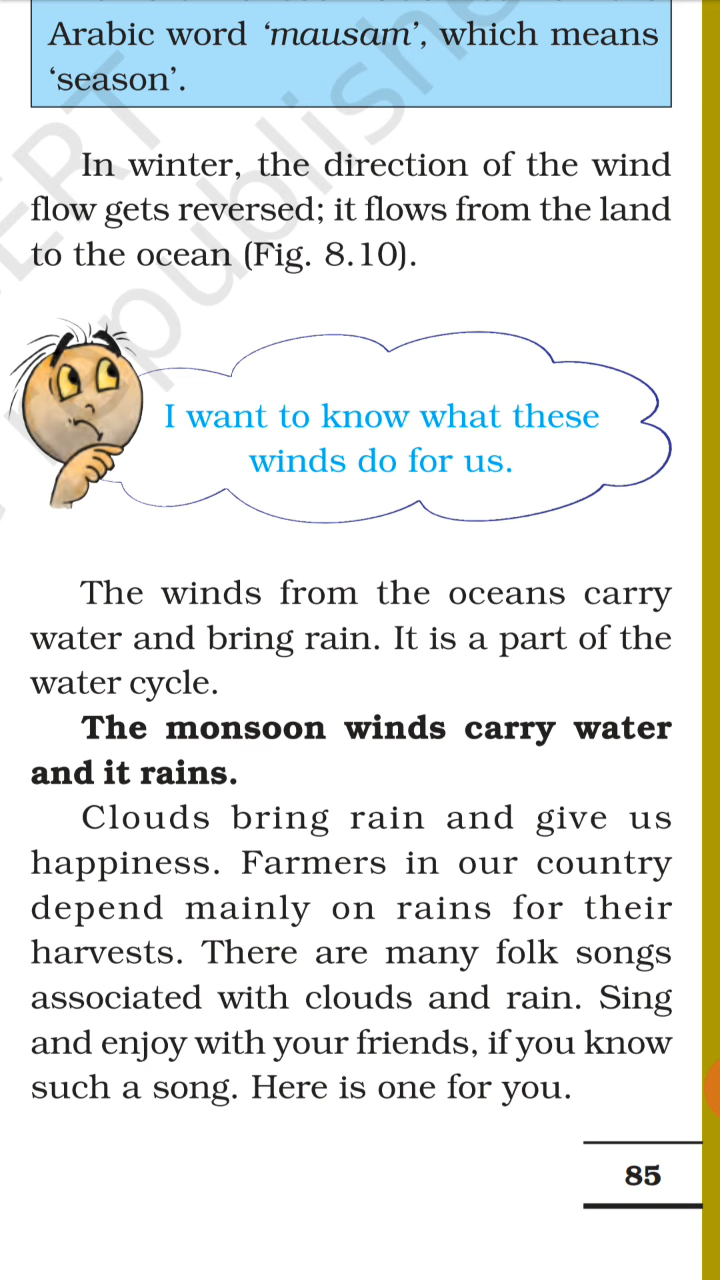 Arabic word ‘mausam’, which means
‘season’.
In winter, the direction of the wind
flow gets reversed; it flows from the land
to the ocean (Fig. 8.10).
I want to know what these
winds do for us.
The winds from the oceans carry
water and bring rain. It is a part of the
water cycle.
The monsoon winds carry water
and it rains.
Clouds bring rain and give us
happiness. Farmers in our country
depend mainly on rains for their
harvests. There are many folk songs
associated with clouds and rain. Sing
and enjoy with your friends, if you know
such a song. Here is one for you.
85